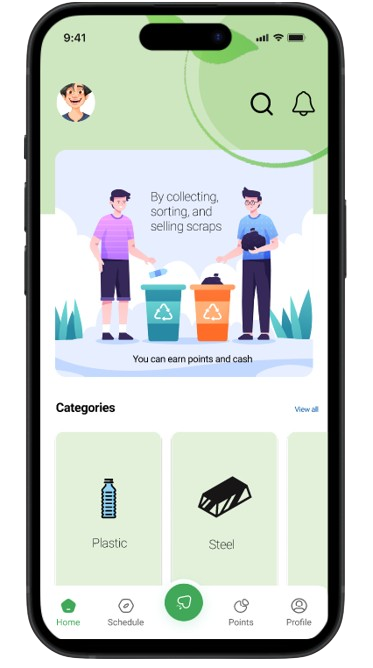 9:41
By collecting,
sorting, and
selling scraps
You can earn points and cash
Categories
View all
Plastic
Steel
Home
Schedule
Points
Profile